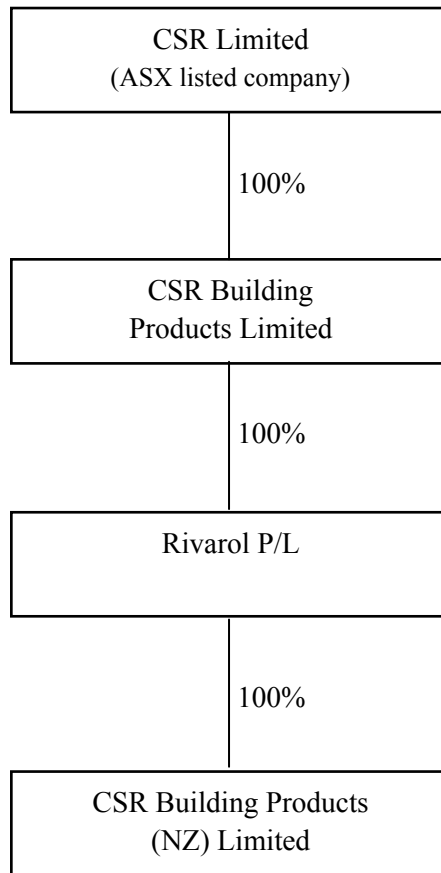 CSR Limited
(ASX listed company)
100%
CSR Building
Products Limited
100%
Rivarol P/L
100%
CSR Building Products
(NZ) Limited